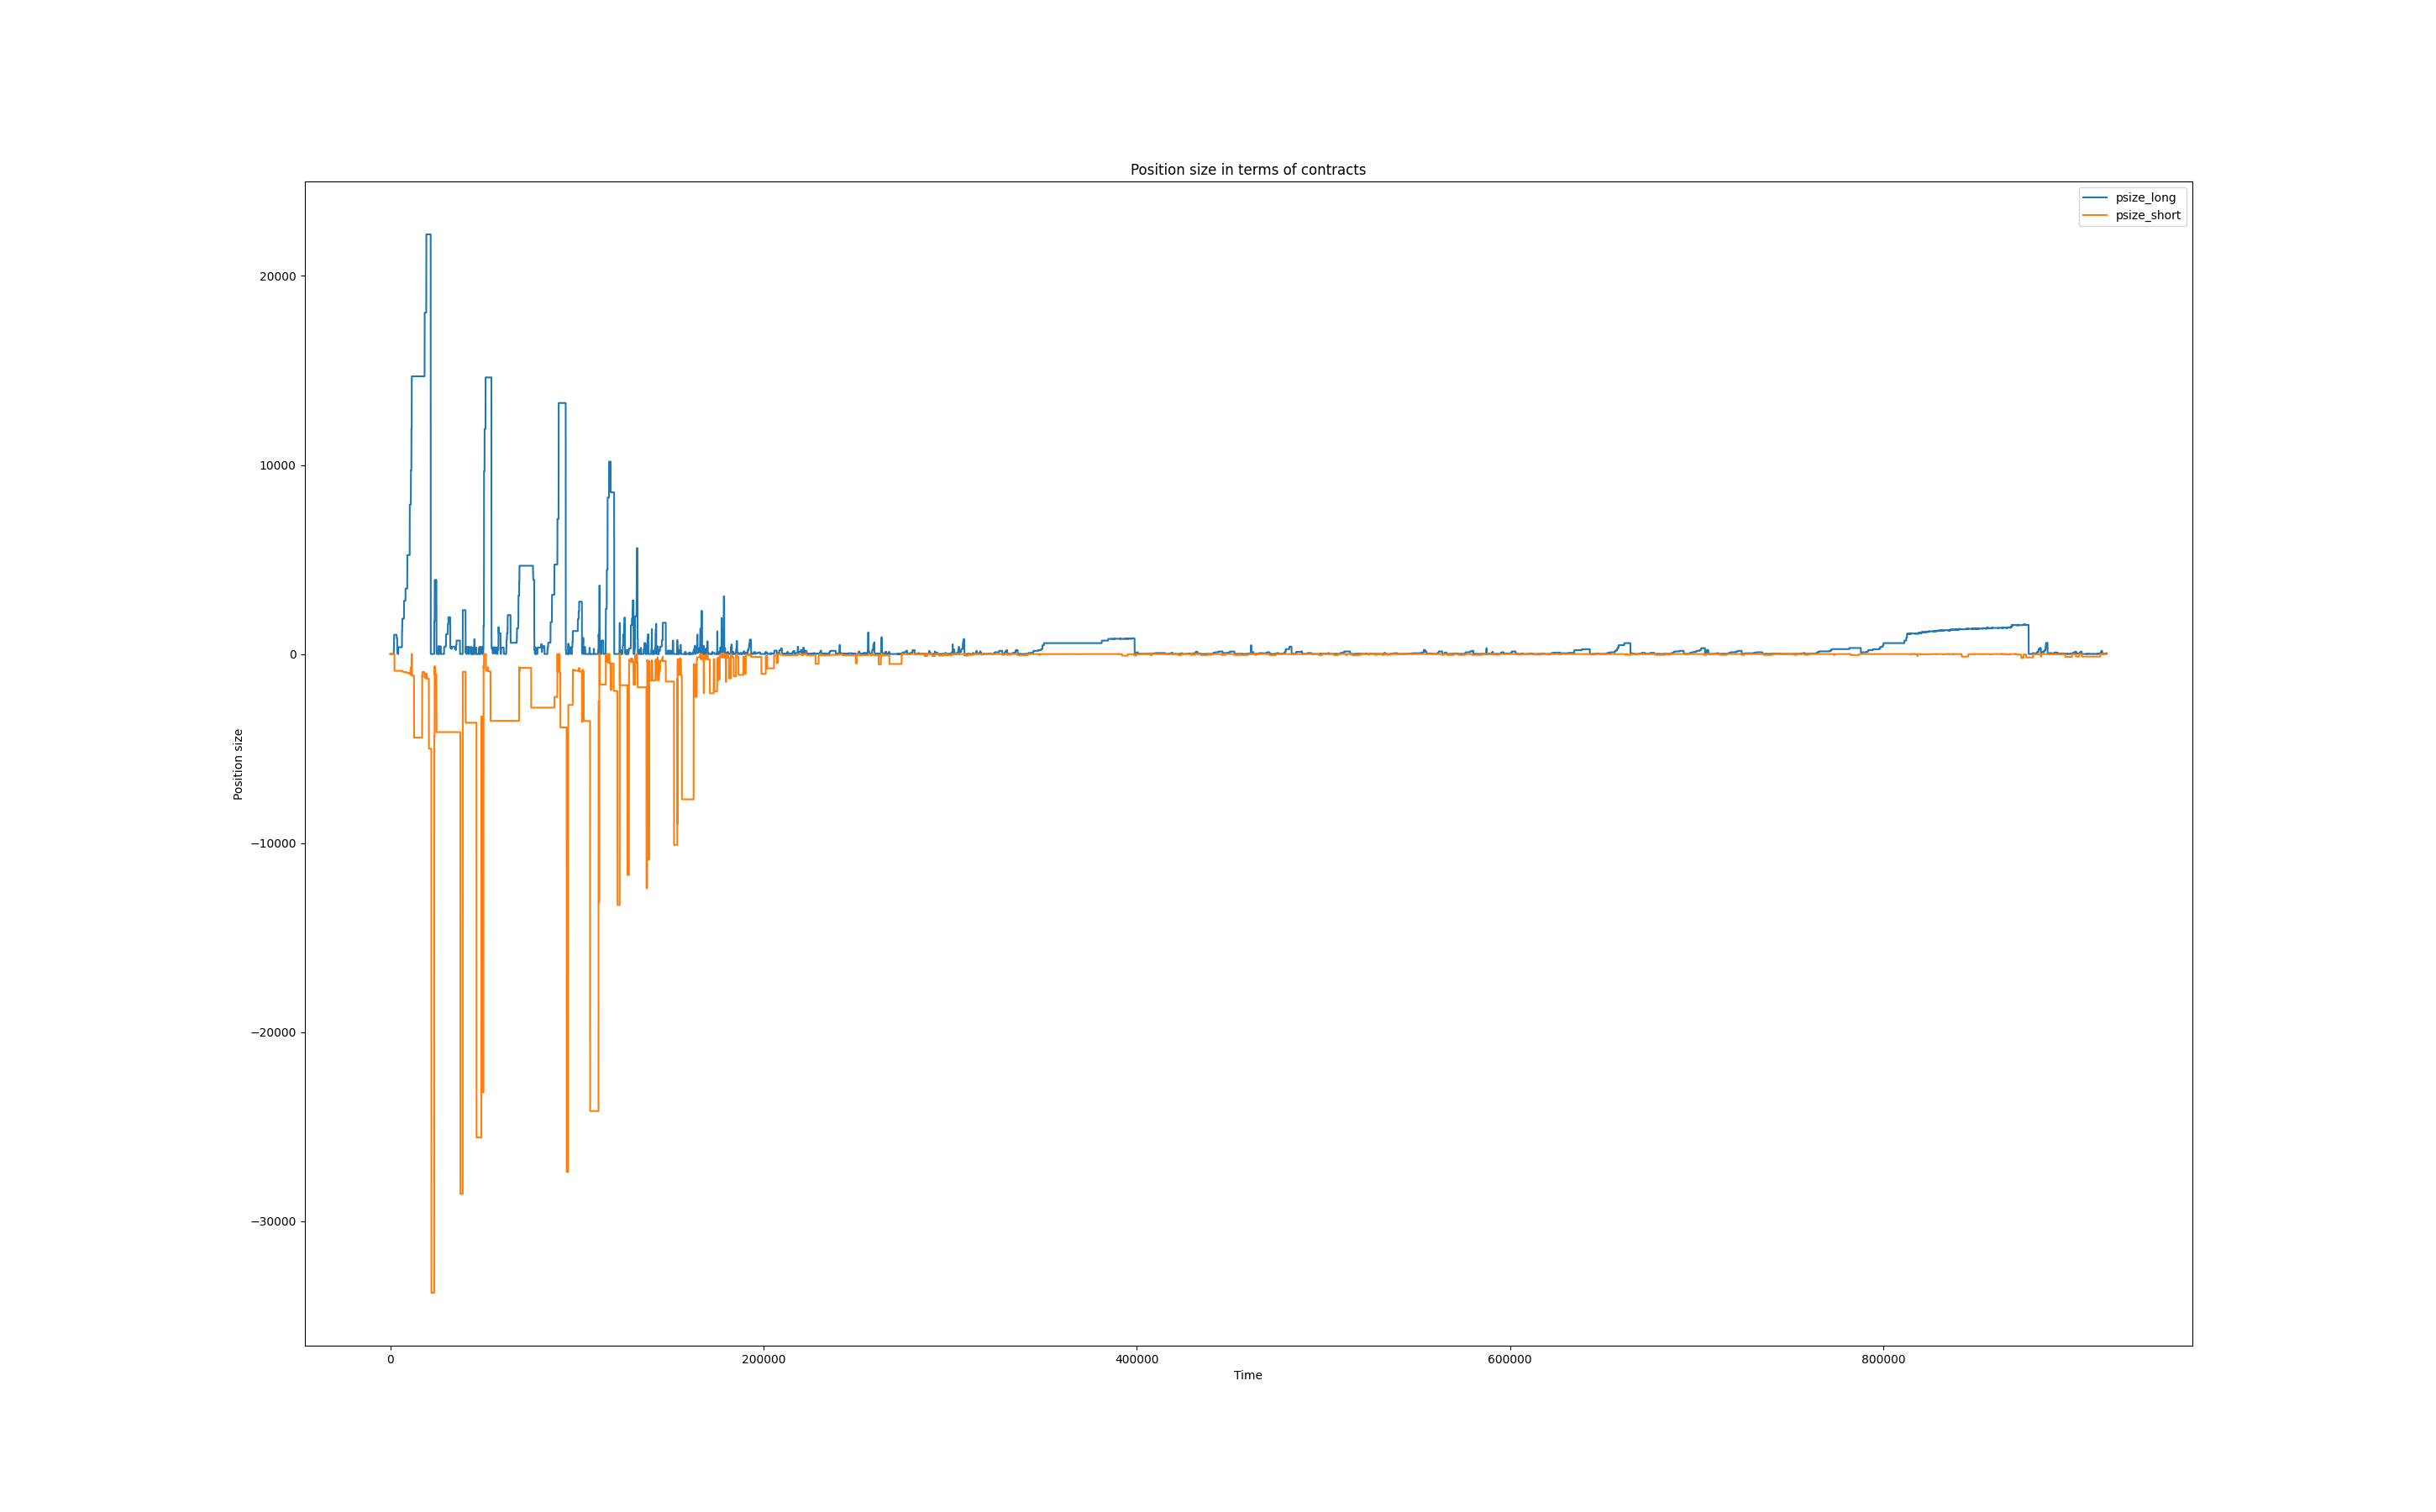 Position size in terms of contracts
psize_long
psize_short
20000
10000
0
−10000
−20000
−30000
Position size
0
200000
400000
600000
800000
Time